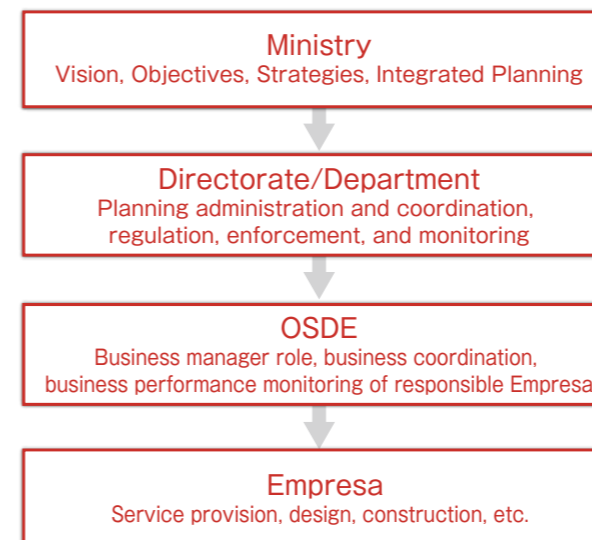 Ministry
Vision, Objectives, Strategies, Integrated Planning
Directorate/Department
Planning administration and coordination,
regulation, enforcement, and monitoring
OSDE
Business manager role, business coordination,
business performance monitoring of responsible Empresa
Empresa
Service provision, design, construction, etc.